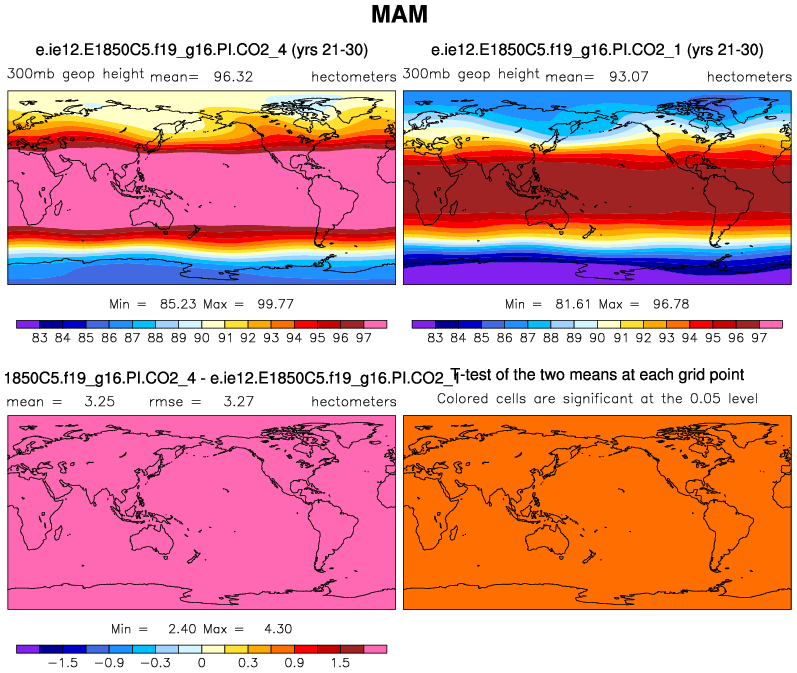 MAM
e.ie12.E1850C5.f19_g16.PI.CO2_4 (yrs 21-30)
300mb geop height mean= 96.32 hectometers
Min = 85.23 Max = 99.77
83 84 85 86 87 88 89 90 91 92 93 94 95 96 97
e.ie12.E1850C5.f19_g16.PI.CO2_1 (yrs 21-30)
300mb geop height mean= 93.07 hectometers
Min = 81.61 Max = 96.78
83 84 85 86 87 88 89 90 91 92 93 94 95 96 97
1850C5.f19_g16.PI.CO2_4 - e.ie12.E1850C5.f19_g16.PI.CO2_1
mean = 3.25 rmse = 3.27 hectometers
Min = 2.40 Max = 4.30
-1.5 -0.9 -0.3 0 0.3 0.9 1.5
T-test of the two means at each grid point
Colored cells are significant at the 0.05 level